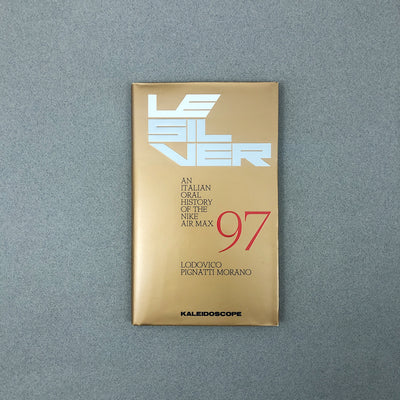 LE
SIL
VER
AN
ITALIAN
ORAL
HISTORY
OF THE
NIKE
AIR MAX
97
LODOVICO
PIGNATTI MORANO
KALEIDOSCOPE